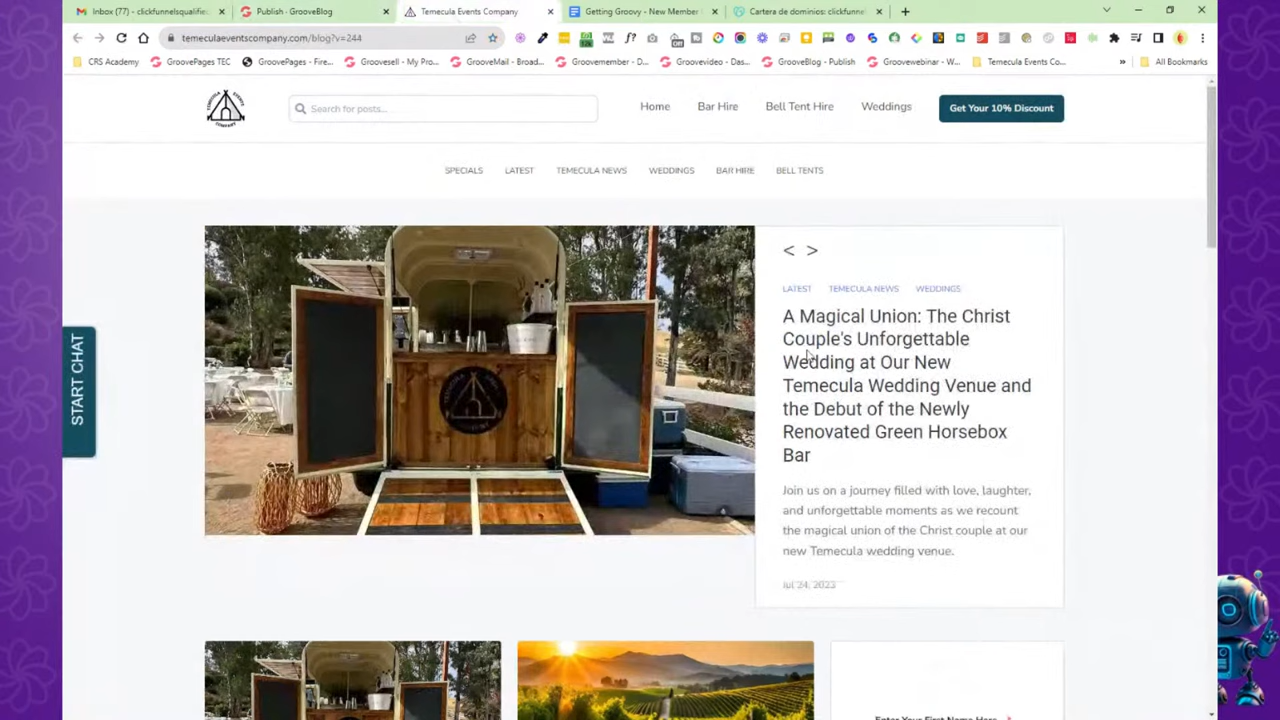 Inbox (77) - clickfunnelsqualifie
Publish · GrooveBlog
Temecula Events Company
Getting Groovy - New Member
Cartera de dominios: clickfunnel
temeculaeventscompany.com/blog?v=244
CRS Academy
GroovePages TEC
GroovePages - Fire...
Groovesell - My Pro...
GrooveMail - Broad...
Groovemember - D...
Groovevideo - Das...
GrooveBlog - Publish
Groovewebinar - W...
Temecula Events Co...
»
All Bookmarks
Search for posts...
Home
Bar Hire
Bell Tent Hire
Weddings
Get Your 10% Discount
SPECIALS
LATEST
TEMECULA NEWS
WEDDINGS
BAR HIRE
BELL TENTS
START CHAT
< >
LATEST TEMECULA NEWS WEDDINGS
A Magical Union: The Christ
Couple's Unforgettable
Wedding at Our New
Temecula Wedding Venue and
the Debut of the Newly
Renovated Green Horsebox
Bar
Join us on a journey filled with love, laughter,
and unforgettable moments as we recount
the magical union of the Christ couple at our
new Temecula wedding venue.
Jul 24, 2023
Enter Your First Name Here *